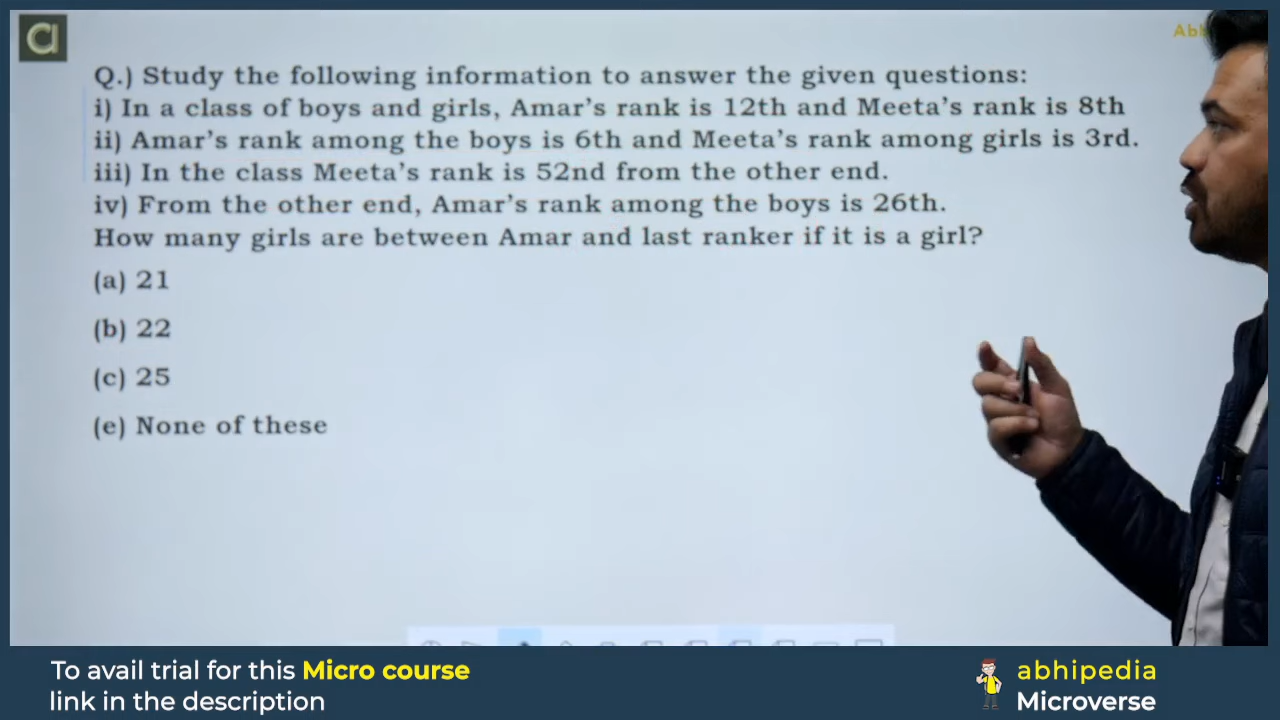 Q.) Study the following information to answer the given questions:
i) In a class of boys and girls, Amar's rank is 12th and Meeta's rank is 8th
ii) Amar's rank among the boys is 6th and Meeta's rank among girls is 3rd.
iii) In the class Meeta's rank is 52nd from the other end.
iv) From the other end, Amar's rank among the boys is 26th.
How many girls are between Amar and last ranker if it is a girl?
(a) 21
(b) 22
(c) 25
(e) None of these
To avail trial for this Micro course
link in the description
abhipedia
Microverse